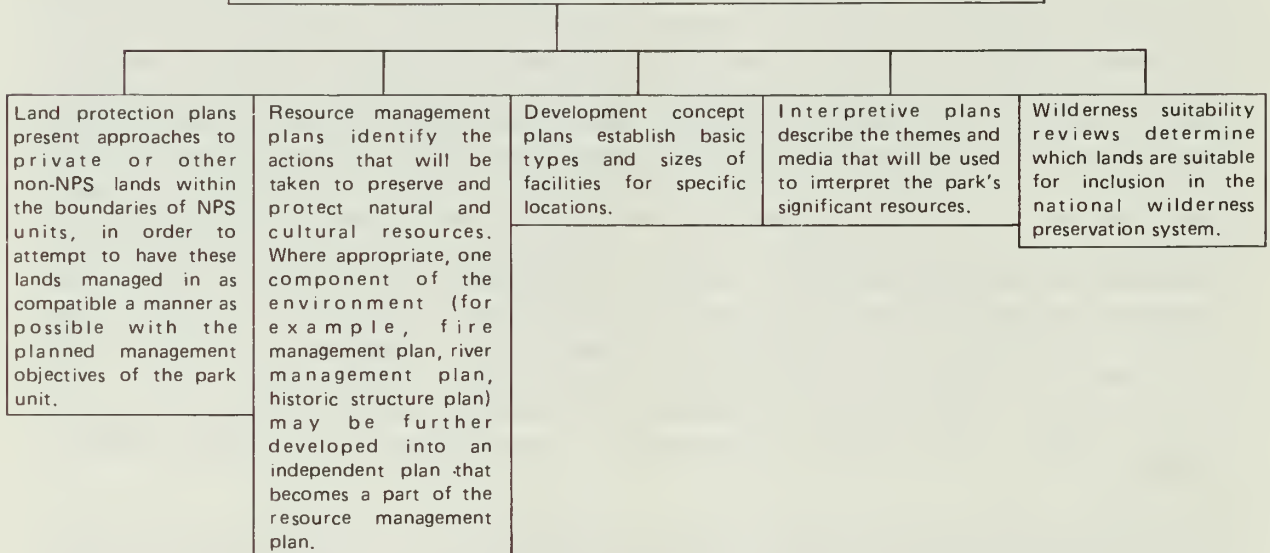 Land protection plans
present approaches to
private or other
non-NPS lands within
the boundaries of NPS
units, in order to
attempt to have these
lands managed in as
compatible a manner as
possible with the
planned management
objectives of the park
unit.
Resource management
plans identify the
actions that will be
taken to preserve and
protect natural and
cultural resources.
Where appropriate, one
component of the
environment (for
example, fire
management plan, river
management plan,
historic structure plan)
may be further
developed into an
independent plan that
becomes a part of the
resource management
plan.
Development concept
plans establish basic
types and sizes of
facilities for specific
locations.
Interpretive plans
describe the themes and
media that will be used
to interpret the park's
significant resources.
Wilderness suitability
reviews determine
which lands are suitable
for inclusion in the
national wilderness
preservation system.